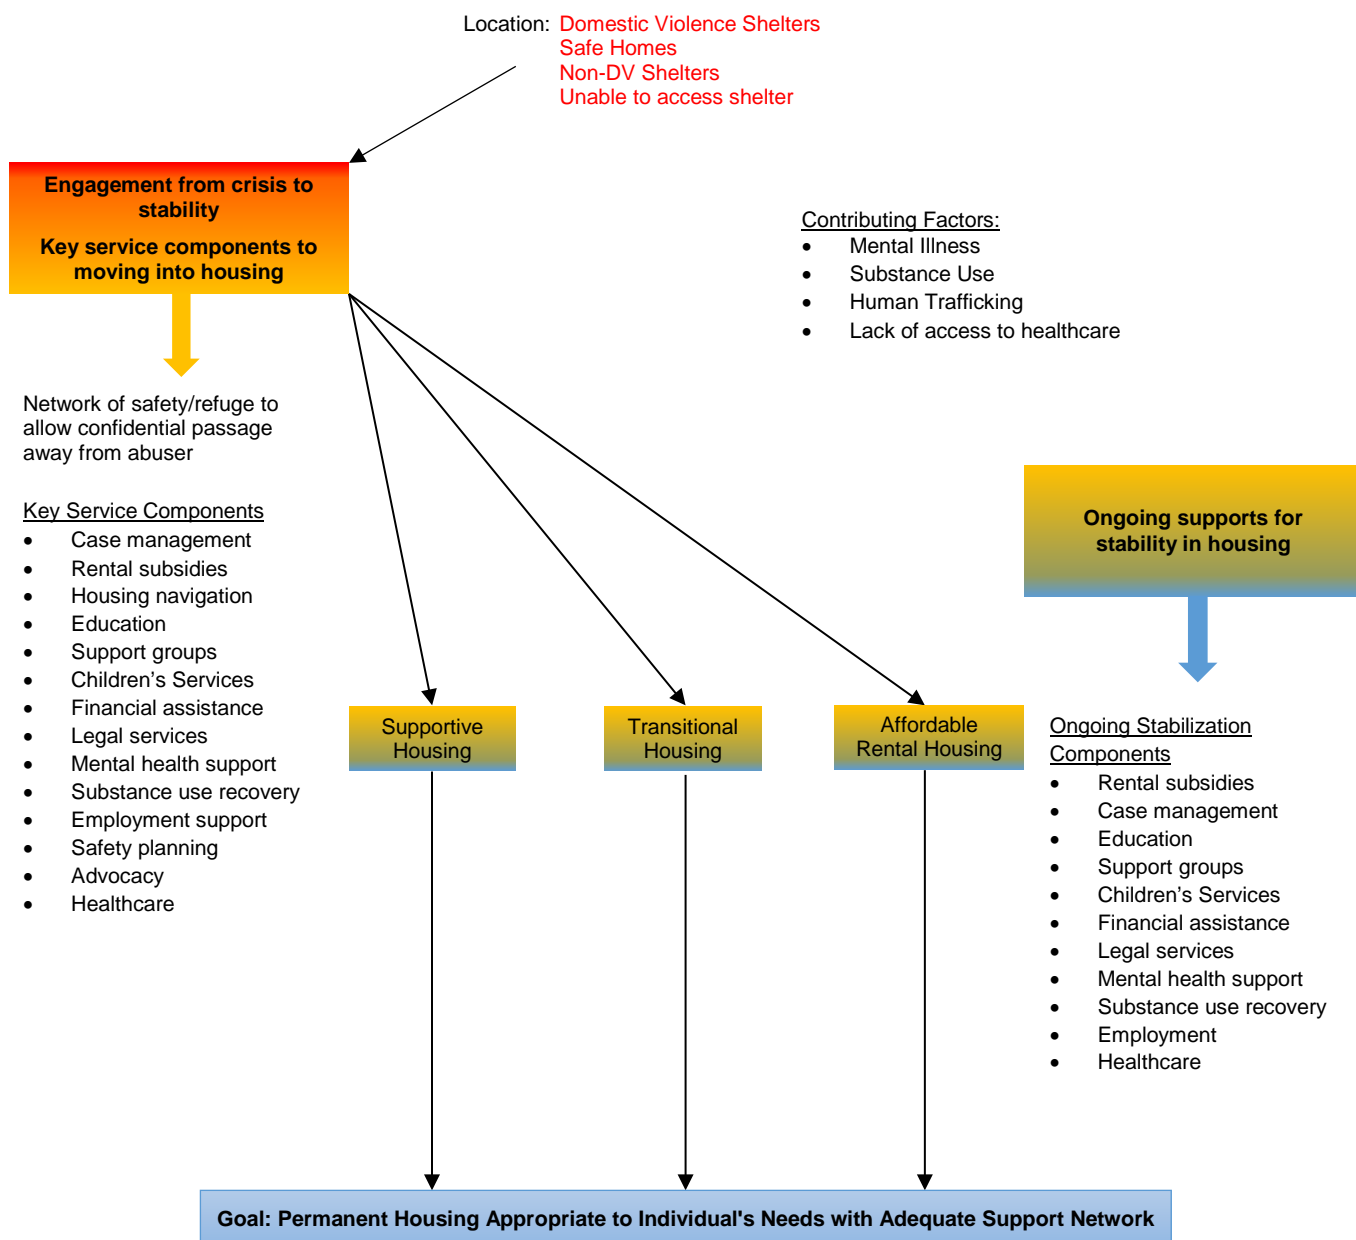 Location: Domestic Violence Shelters
Safe Homes
Non-DV Shelters
Unable to access shelter
Engagement from crisis to
stability
Key service components to
moving into housing
Contributing Factors:
• Mental Illness
• Substance Use
• Human Trafficking
• Lack of access to healthcare
Network of safety/refuge to
allow confidential passage
away from abuser
Key Service Components
• Case management
• Rental subsidies
• Housing navigation
• Education
• Support groups
• Children's Services
• Financial assistance
• Legal services
• Mental health support
• Substance use recovery
• Employment support
• Safety planning
• Advocacy
• Healthcare
Supportive
Housing
Transitional
Housing
Affordable
Rental Housing
Ongoing supports for
stability in housing
Ongoing Stabilization
Components
• Rental subsidies
• Case management
• Education
• Support groups
• Children's Services
• Financial assistance
• Legal services
• Mental health support
• Substance use recovery
• Employment
• Healthcare
Goal: Permanent Housing Appropriate to Individual's Needs with Adequate Support Network